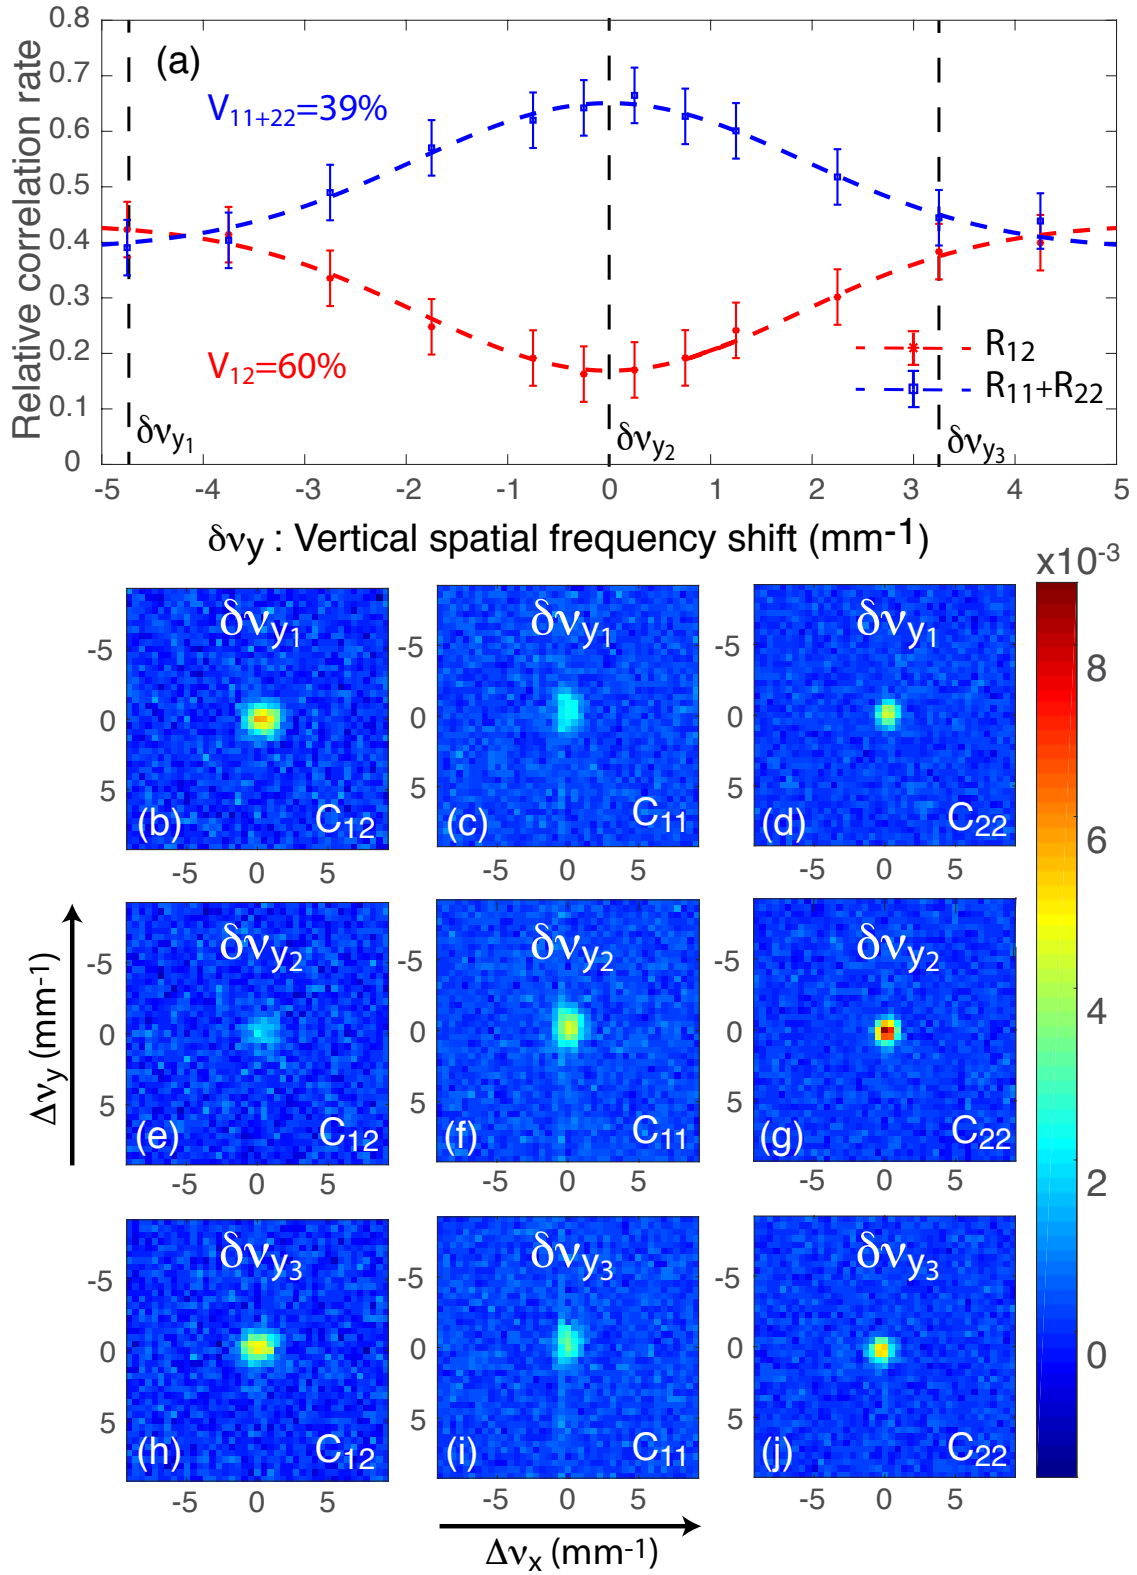 0.8
(a)
0.7
V11+22=39%
0.6
0.5
0.4
0.3
V12=60%
R12
0.2
R11+R22
0.1
δνy1
δνy2
δνy3
0
Relative correlation rate
-5 -4 -3 -2 -1 0 1 2 3 4 5
δνy : Vertical spatial frequency shift (mm-1)
x10-3
δνy1 δνy1 δνy1
-5 -5 -5
0 0 0
5 5 5
(b) C12 (c) C11 (d) C22
-5 0 5 -5 0 5 -5 0 5
δνy2 δνy2 δνy2
-5 -5
0 0 0
5 5 5
(e) C12 (f) C11 (g) C22
-5 0 5 -5 0 5 -5 0 5
δνy3 δνy3 δνy3
-5 -5 -5
0 0 0
5 5 5
(h) C12 (i) C11 (j) C22
-5 0 5 -5 0 5 -5 0 5
8
6
4
2
0
Δνy (mm-1)
Δνx (mm-1)